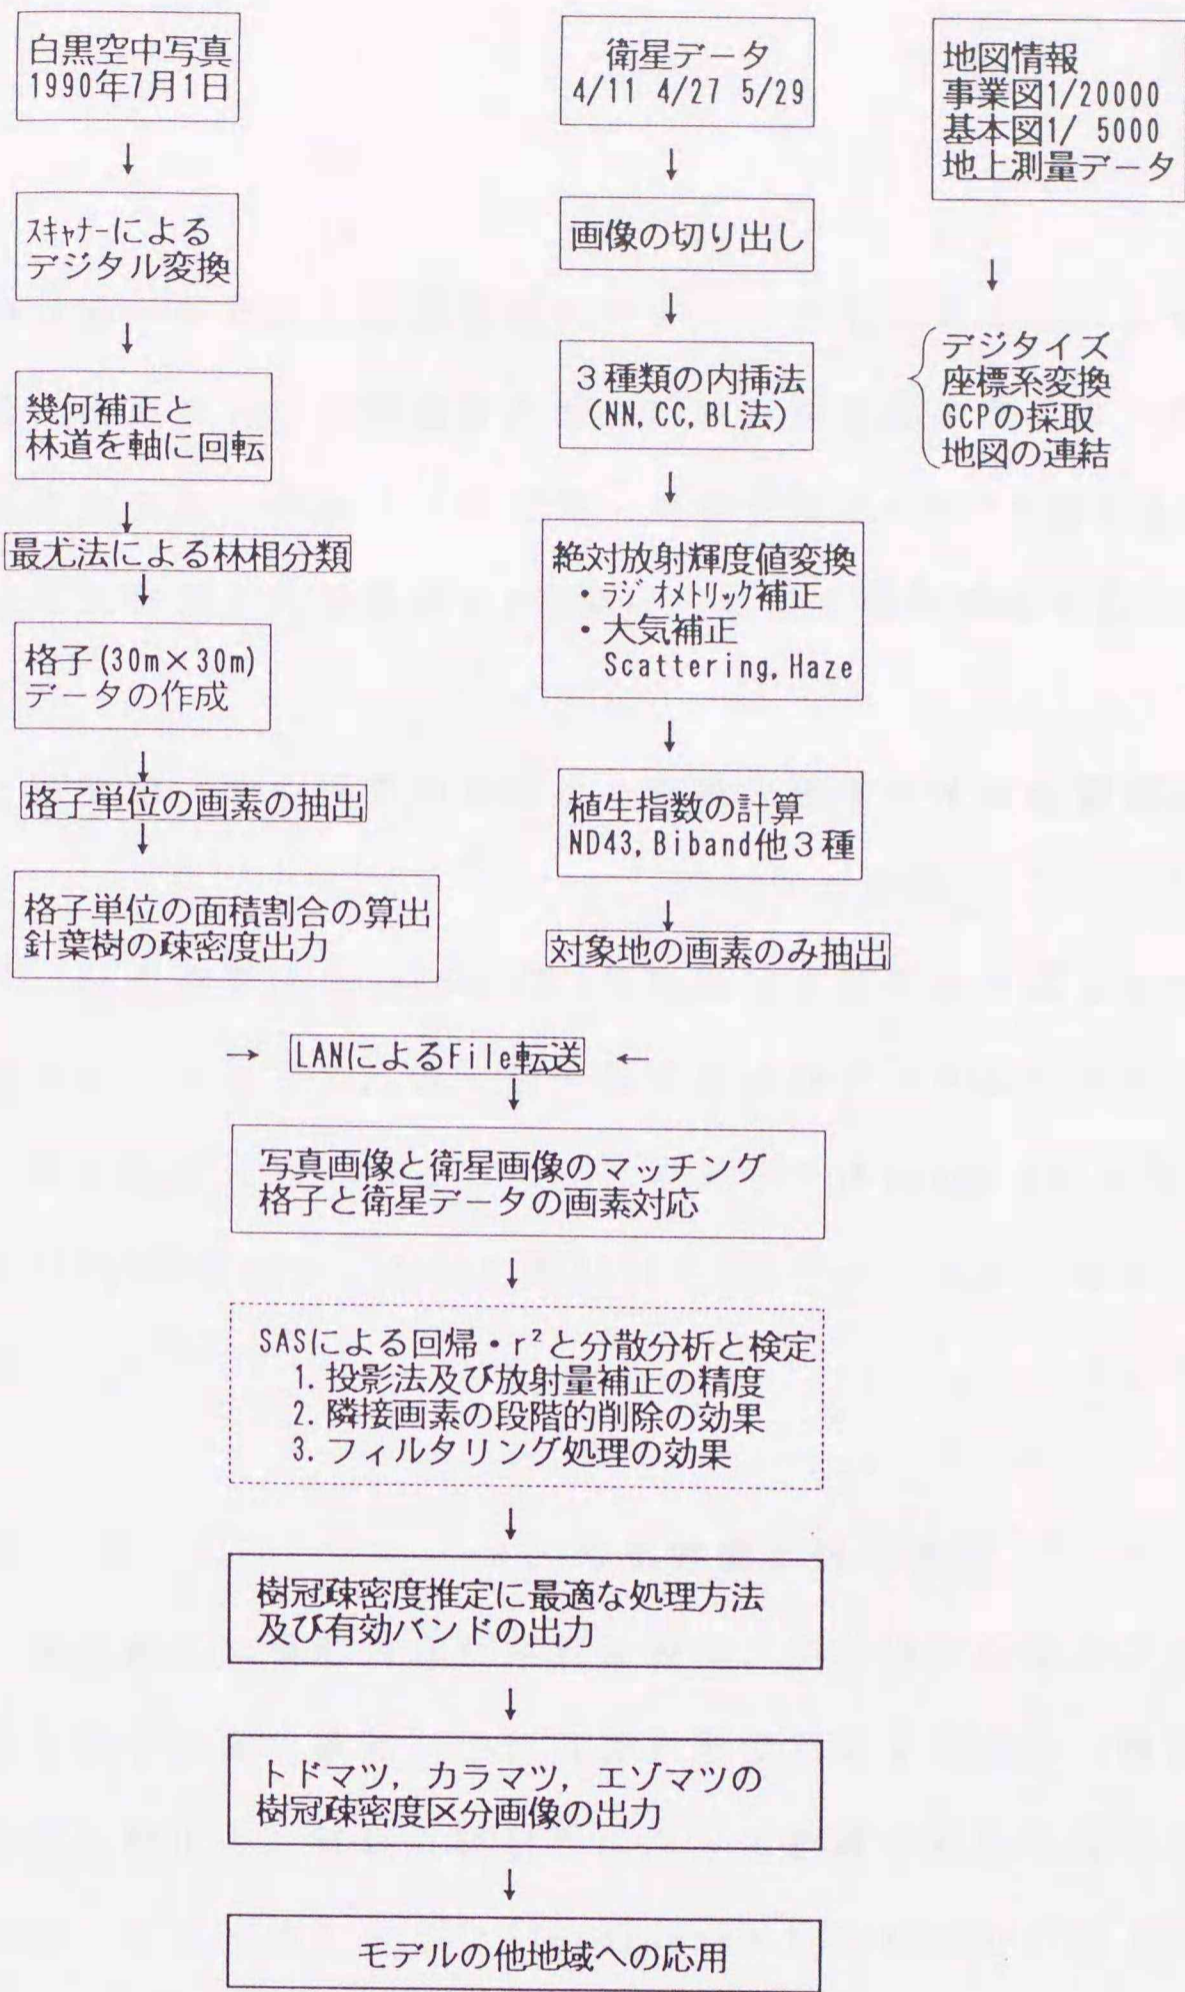 白黒空中写真
1990年7月1日
↓
スキャナーによる
デジタル変換
↓
幾何補正と
林道を軸に回転
↓
最尤法による林相分類
↓
格子(30m×30m)
データの作成
↓
格子単位の画素の抽出
↓
格子単位の面積割合の算出
針葉樹の疎密度出力
衛星データ
4/11 4/27 5/29
↓
画像の切り出し
↓
3種類の内挿法
(NN,CC,BL法)
↓
絶対放射輝度値変換
・ラジオメトリック補正
・大気補正
Scattering,Haze
↓
植生指数の計算
ND43,Biband他3種
↓
対象地の画素のみ抽出
地図情報
事業図1/20000
基本図1/ 5000
地上測量データ
↓
デジタイズ
座標系変換
GCPの採取
地図の連結
→ LANによるFile転送 ←
↓
写真画像と衛星画像のマッチング
格子と衛星データの画素対応
↓
SASによる回帰・r²と分散分析と検定
1.投影法及び放射量補正の精度
2.隣接画素の段階的削除の効果
3.フィルタリング処理の効果
↓
樹冠疎密度推定に最適な処理方法
及び有効バンドの出力
↓
トドマツ,カラマツ,エゾマツの
樹冠疎密度区分画像の出力
↓
モデルの他地域への応用